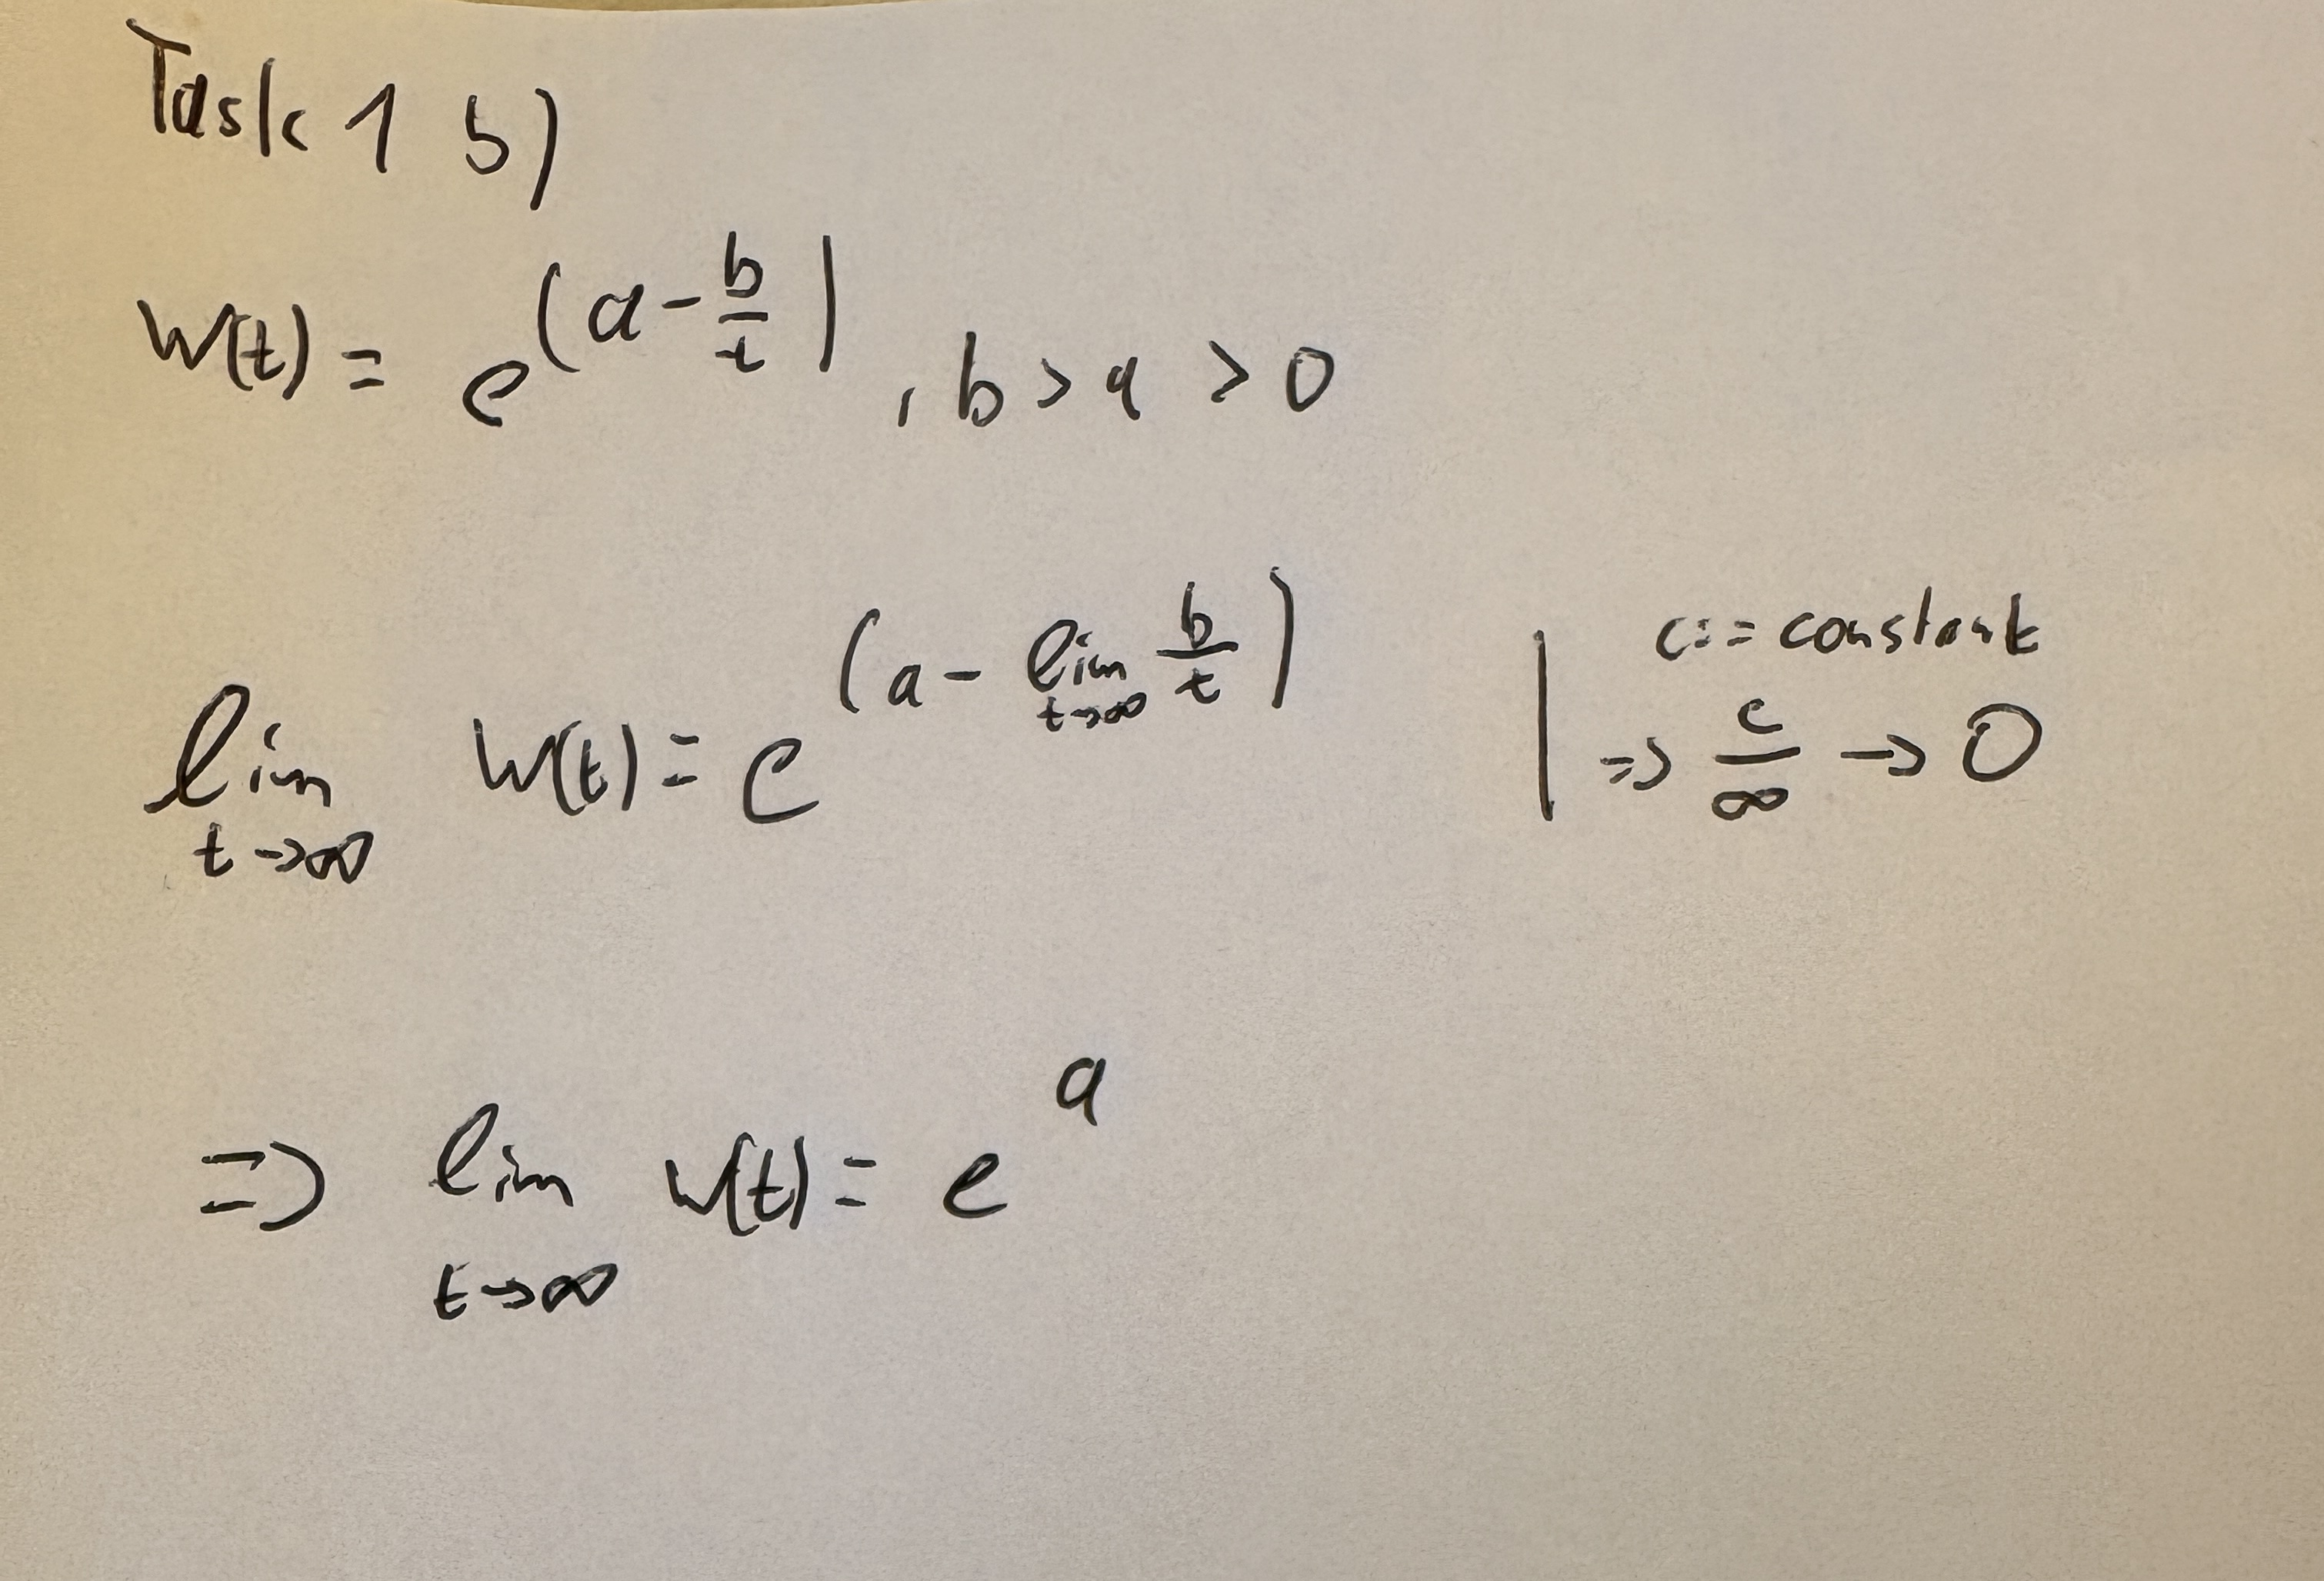 Task 1 b)
W(t) = e^(a - b/t) , b > a > 0
lim t→∞ W(t) = e^(a - lim t→∞ b/t) | c := constant
⇒ c/∞ → 0
⇒ lim t→∞ W(t) = e^a